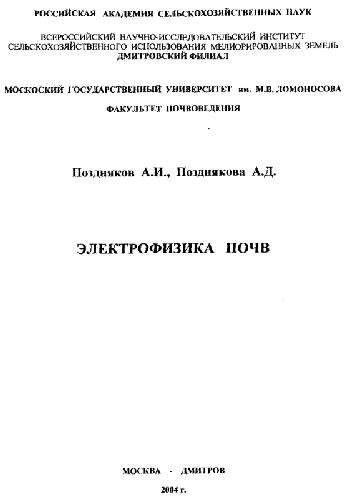 РОССИЙСКАЯ АКАДЕМИЯ СЕЛЬСКОХОЗЯЙСТВЕННЫХ НАУК
ВСЕРОССИЙСКИЙ НАУЧНО-ИССЛЕДОВАТЕЛЬСКИЙ ИНСТИТУТ
СЕЛЬСКОХОЗЯЙСТВЕННОГО ИСПОЛЬЗОВАНИЯ МЕЛИОРИРОВАННЫХ ЗЕМЕЛЬ
ДМИТРОВСКИЙ ФИЛИАЛ
МОСКОСКИЙ ГОСУДАРСТВЕННЫЙ УНИВЕРСИТЕТ им. М.В. ЛОМОНОСОВА
ФАКУЛЬТЕТ ПОЧВОВЕДЕНИЯ
Поздняков А.И., Позднякова А.Д.
ЭЛЕКТРОФИЗИКА ПОЧВ
МОСКВА - ДМИТРОВ
2004 г.